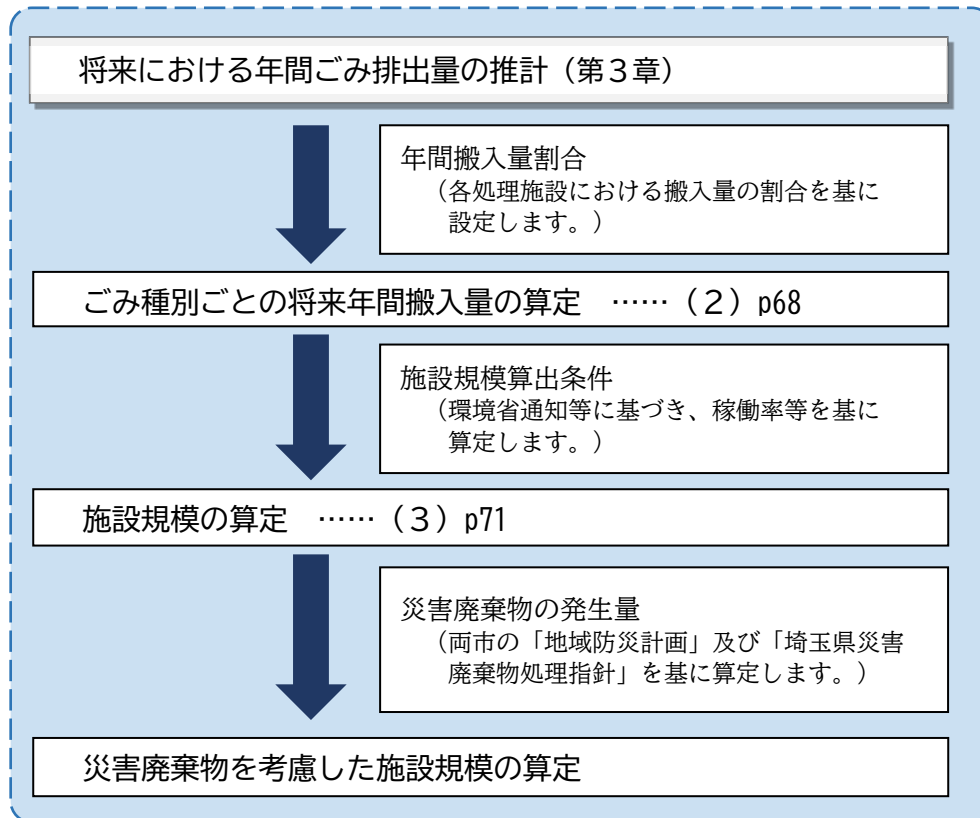 将来における年間ごみ排出量の推計（第３章）
年間搬入量割合
（各処理施設における搬入量の割合を基に
設定します。）
ごみ種別ごとの将来年間搬入量の算定　……（２）p68
施設規模算出条件
（環境省通知等に基づき、稼働率等を基に
算定します。）
施設規模の算定　……（３）p71
災害廃棄物の発生量
（両市の「地域防災計画」及び「埼玉県災害
廃棄物処理指針」を基に算定します。）
災害廃棄物を考慮した施設規模の算定